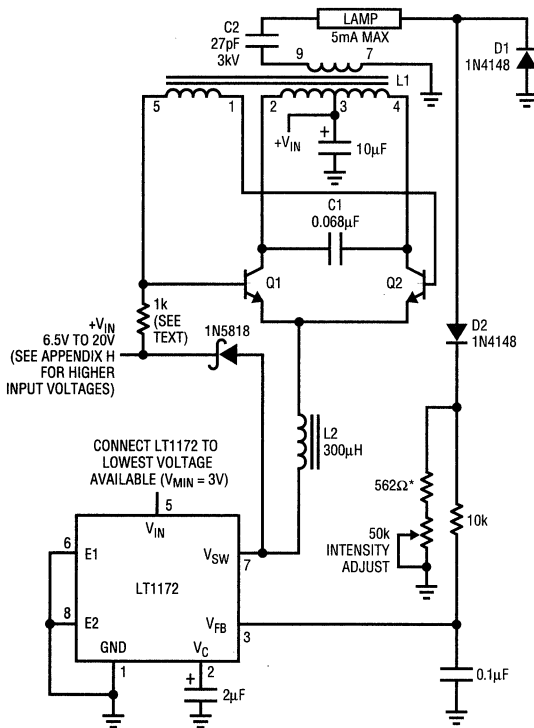 C2
27pF
3kV
LAMP
5mA MAX
D1
1N4148
9
7
L1
5
1
2
3
4
+VIN
+
10µF
C1
0.068µF
Q1
Q2
1k
(SEE
TEXT)
1N5818
+VIN
6.5V TO 20V
(SEE APPENDIX H
FOR HIGHER
INPUT VOLTAGES)
D2
1N4148
L2
300µH
CONNECT LT1172 TO
LOWEST VOLTAGE
AVAILABLE (VMIN = 3V)
562Ω*
50k
INTENSITY
ADJUST
10k
5
VIN
6
E1
VSW
7
LT1172
8
E2
VFB
3
GND
VC
1
2
+
2µF
0.1µF